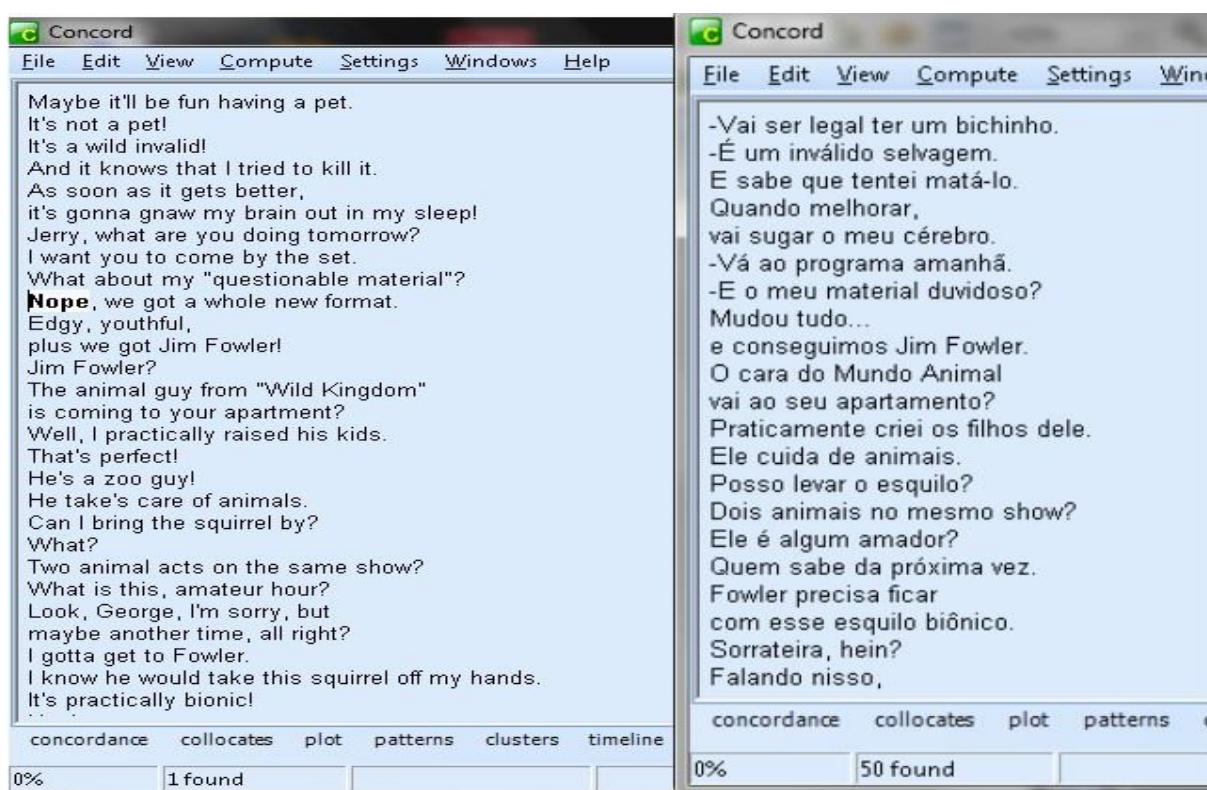 Concord
File Edit View Compute Settings Windows Help
Maybe it'll be fun having a pet.
It's not a pet!
It's a wild invalid!
And it knows that I tried to kill it.
As soon as it gets better,
it's gonna gnaw my brain out in my sleep!
Jerry, what are you doing tomorrow?
I want you to come by the set.
What about my "questionable material"?
Nope, we got a whole new format.
Edgy, youthful,
plus we got Jim Fowler!
Jim Fowler?
The animal guy from "Wild Kingdom"
is coming to your apartment?
Well, I practically raised his kids.
That's perfect!
He's a zoo guy!
He take's care of animals.
Can I bring the squirrel by?
What?
Two animal acts on the same show?
What is this, amateur hour?
Look, George, I'm sorry, but
maybe another time, all right?
I gotta get to Fowler.
I know he would take this squirrel off my hands.
It's practically bionic!
concordance collocates plot patterns clusters timeline
0% 1 found
Concord
File Edit View Compute Settings
-Vai ser legal ter um bichinho.
-É um inválido selvagem.
E sabe que tentei matá-lo.
Quando melhorar,
vai sugar o meu cérebro.
-Vá ao programa amanhã.
-E o meu material duvidoso?
Mudou tudo...
e conseguimos Jim Fowler.
O cara do Mundo Animal
vai ao seu apartamento?
Praticamente criei os filhos dele.
Ele cuida de animais.
Posso levar o esquilo?
Dois animais no mesmo show?
Ele é algum amador?
Quem sabe da próxima vez.
Fowler precisa ficar
com esse esquilo biônico.
Sorrateira, hein?
Falando nisso,
concordance collocates plot patterns
0% 50 found